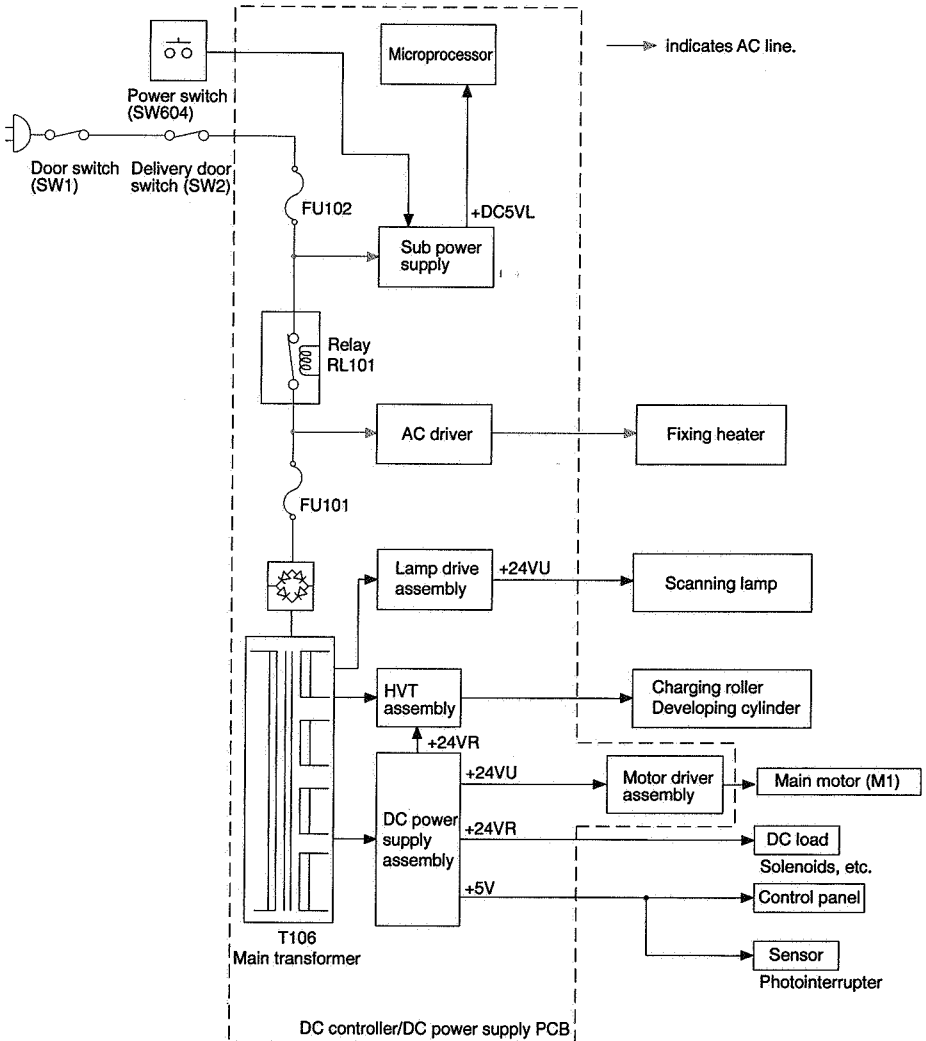 Microprocessor
indicates AC line.
Power switch
(SW604)
Door switch
(SW1)
Delivery door
switch (SW2)
FU102
+DC5VL
Sub power
supply
Relay
RL101
AC driver
Fixing heater
FU101
Lamp drive
assembly
+24VU
Scanning lamp
HVT
assembly
Charging roller
Developing cylinder
+24VR
DC power
supply
assembly
+24VU
Motor driver
assembly
Main motor (M1)
+24VR
DC load
Solenoids, etc.
+5V
Control panel
Sensor
Photointerrupter
T106
Main transformer
DC controller/DC power supply PCB